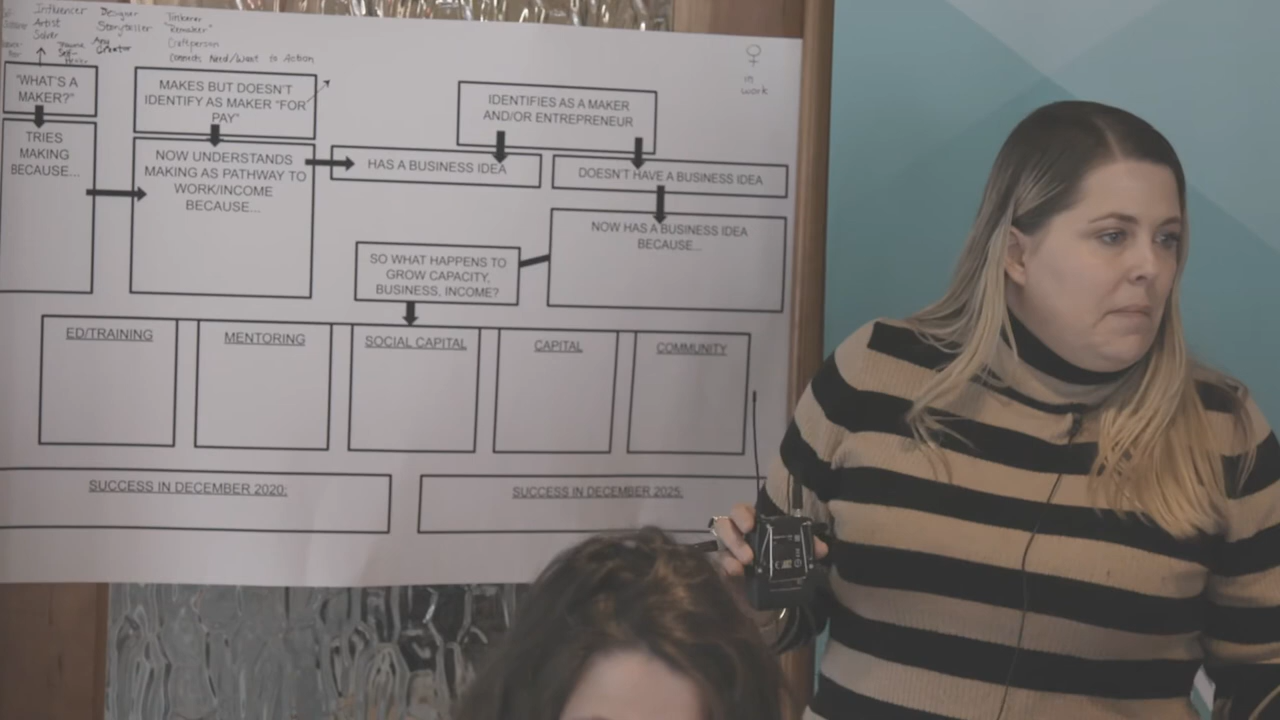 Influencer
Artist
Solver
Designer
Storyteller
Creator
Tinkerer
"Remaker"
Craftperson
Connects Need/Want to Action
♀
in
work
"WHAT'S A
MAKER?"
MAKES BUT DOESN'T
IDENTIFY AS MAKER "FOR
PAY"
IDENTIFIES AS A MAKER
AND/OR ENTREPRENEUR
TRIES
MAKING
BECAUSE...
NOW UNDERSTANDS
MAKING AS PATHWAY TO
WORK/INCOME
BECAUSE...
HAS A BUSINESS IDEA
DOESN'T HAVE A BUSINESS IDEA
NOW HAS A BUSINESS IDEA
BECAUSE...
SO WHAT HAPPENS TO
GROW CAPACITY,
BUSINESS, INCOME?
ED/TRAINING
MENTORING
SOCIAL CAPITAL
CAPITAL
COMMUNITY
SUCCESS IN DECEMBER 2020:
SUCCESS IN DECEMBER 2025: